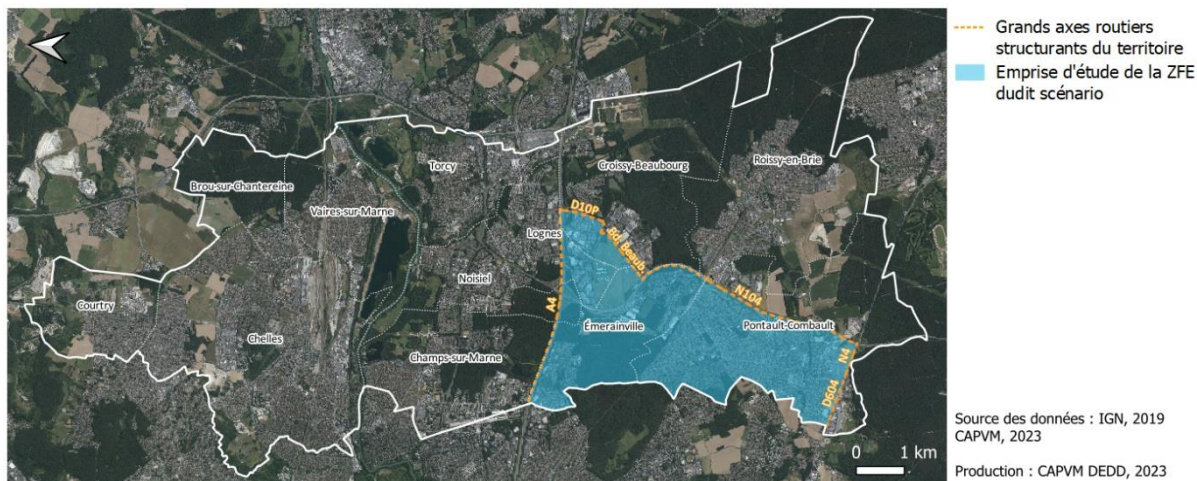 Grands axes routiers
structurants du territoire
Emprise d'étude de la ZFE
dudit scénario
Torcy
Croissy-Beaubourg
Roissy-en-Brie
Brou-sur-Chantereine
Vaires-sur-Marne
D10P
Lognes
Bd. Beaub.
Noisiel
N104
Courtry
A4
Chelles
Émerainville
Pontault-Combault
Champs-sur-Marne
N4
D604
0 1 km
Source des données : IGN, 2019
CAPVM, 2023
Production : CAPVM DEDD, 2023